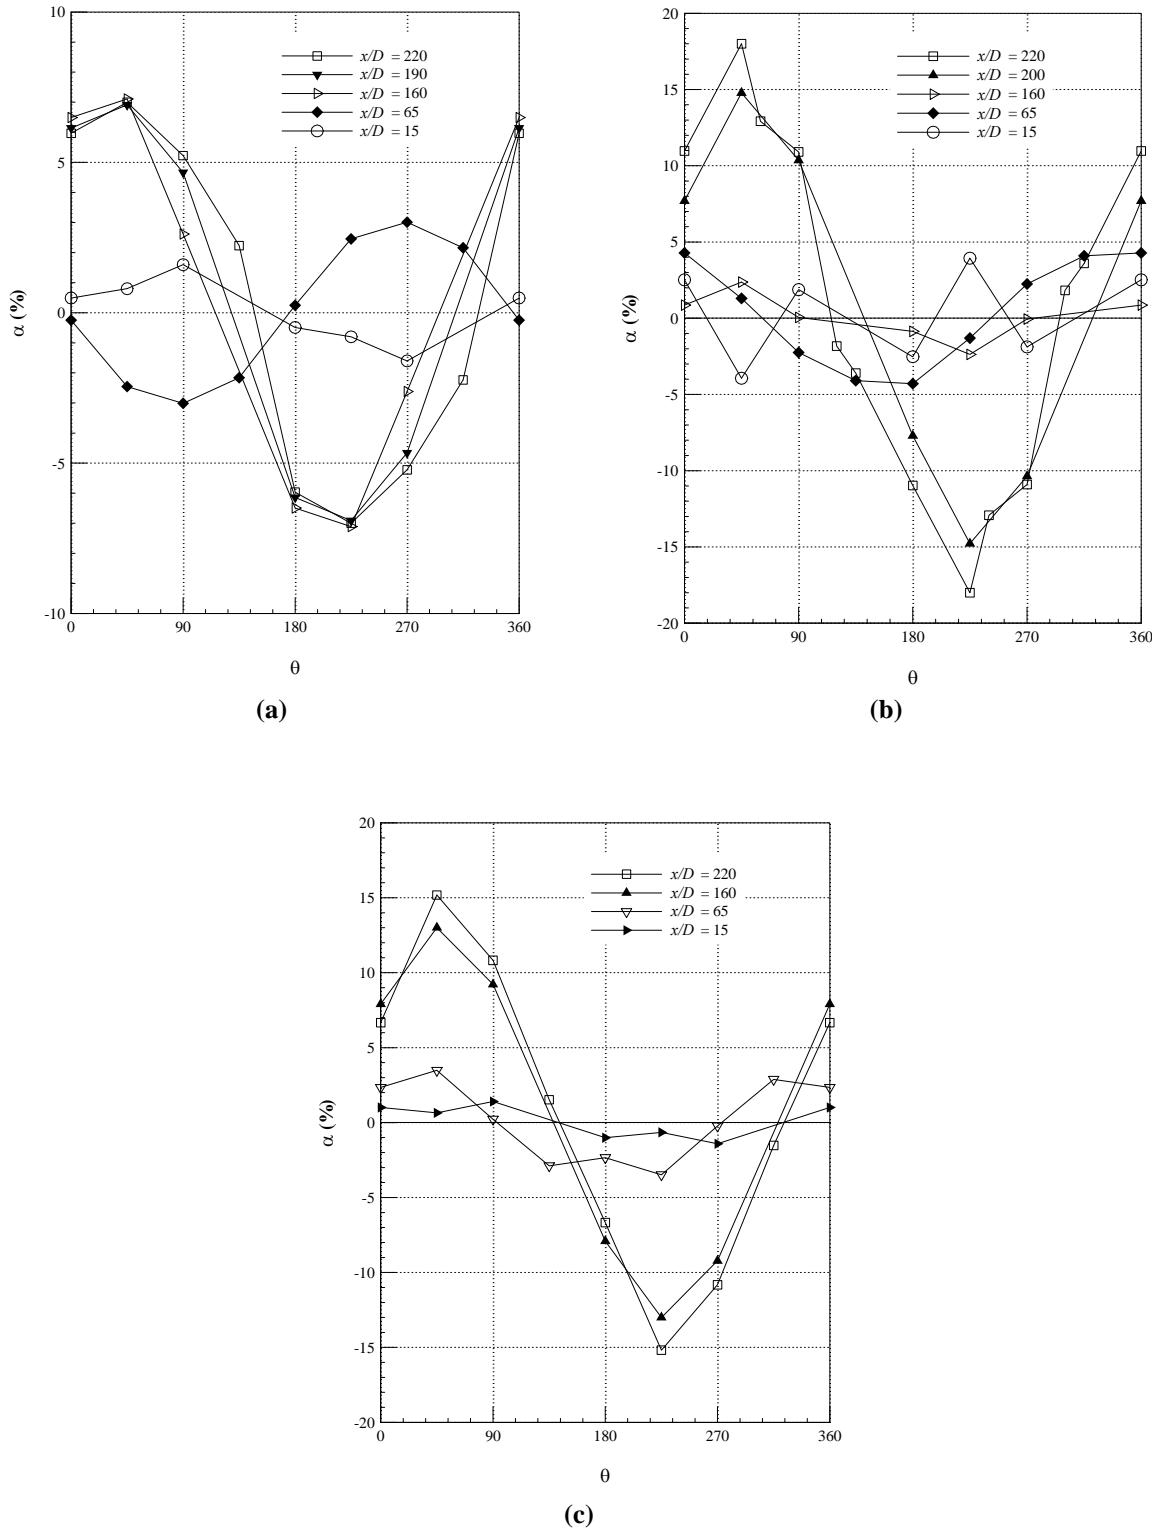 10
5
0
-5
-10
α (%)
x/D = 220
x/D = 190
x/D = 160
x/D = 65
x/D = 15
0 90 180 270 360
θ
(a)
20
15
10
5
0
-5
-10
-15
-20
α (%)
x/D = 220
x/D = 200
x/D = 160
x/D = 65
x/D = 15
0 90 180 270 360
θ
(b)
20
15
10
5
0
-5
-10
-15
-20
α (%)
x/D = 220
x/D = 160
x/D = 65
x/D = 15
0 90 180 270 360
θ
(c)